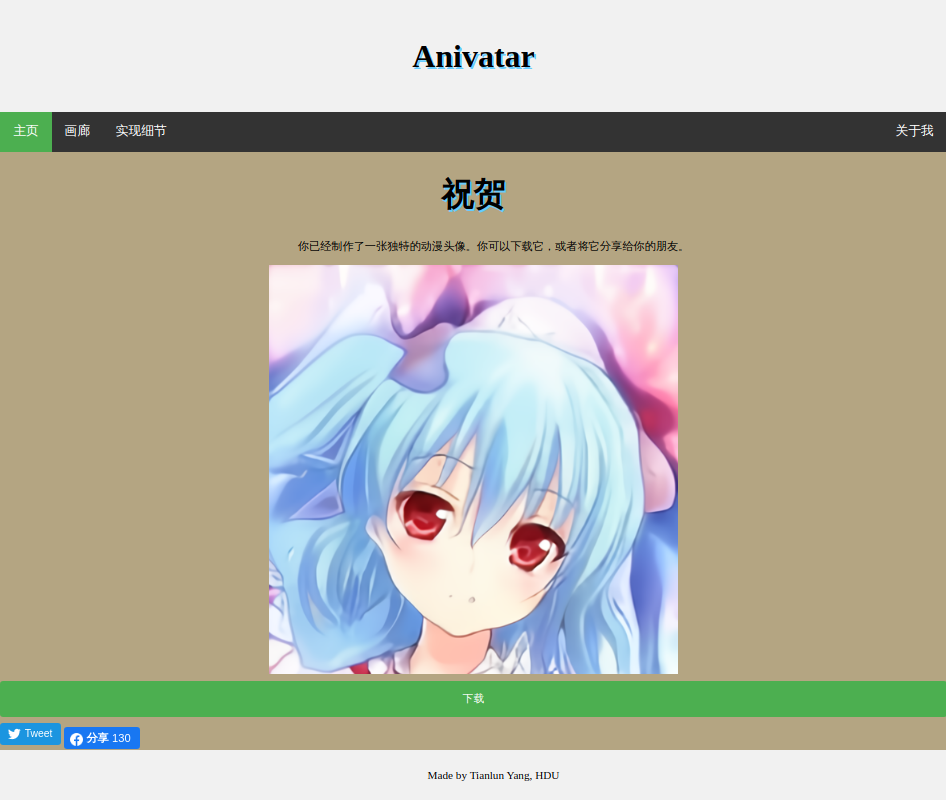 Anivatar
主页 画廊 实现细节 关于我
祝贺
你已经制作了一张独特的动漫头像。你可以下载它，或者将它分享给你的朋友。
下载
Tweet 分享 130
Made by Tianlun Yang, HDU